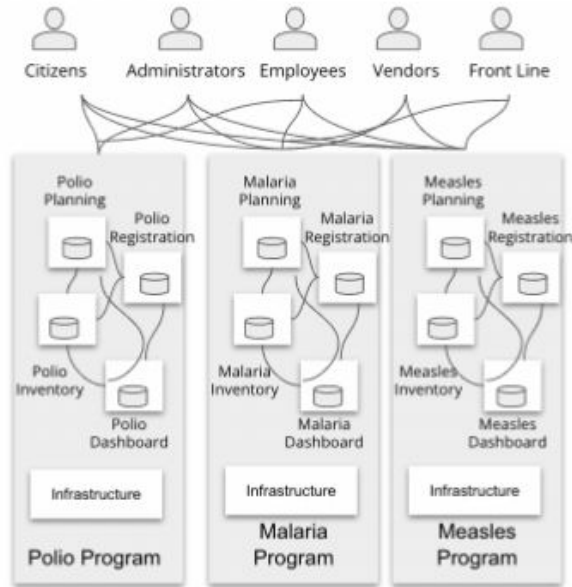 Citizens
Administrators
Employees
Vendors
Front Line
Polio
Planning
Polio
Registration
Polio
Inventory
Polio
Dashboard
Infrastructure
Polio Program
Malaria
Planning
Malaria
Registration
Malaria
Inventory
Malaria
Dashboard
Infrastructure
Malaria
Program
Measles
Planning
Measles
Registration
Measles
Inventory
Measles
Dashboard
Infrastructure
Measles
Program